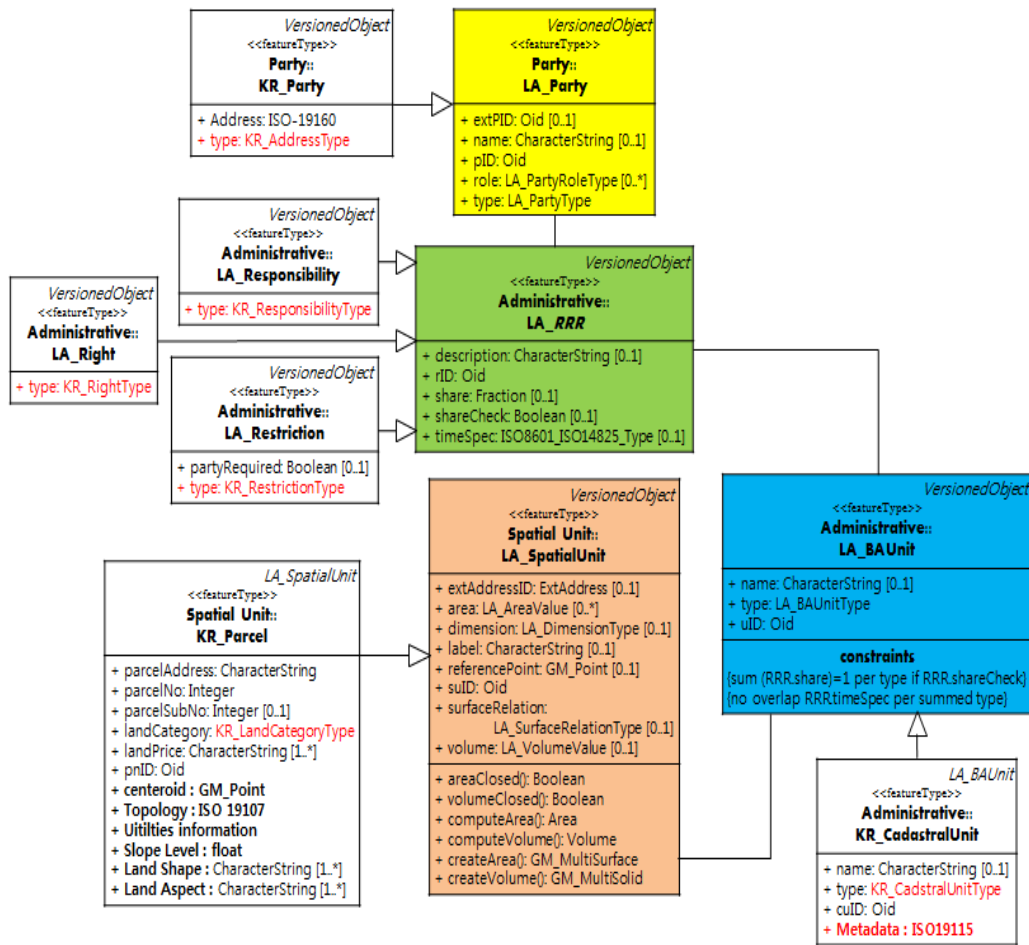 VersionedObject
<<featureType>>
Party::
KR_Party
+ Address: ISO-19160
+ type: KR_AddressType
VersionedObject
<<featureType>>
Party::
LA_Party
+ extPID: Oid [0..1]
+ name: CharacterString [0..1]
+ pID: Oid
+ role: LA_PartyRoleType [0..*]
+ type: LA_PartyType
VersionedObject
<<featureType>>
Administrative::
LA_Responsibility
+ type: KR_ResponsibilityType
VersionedObject
<<featureType>>
Administrative::
LA_Right
+ type: KR_RightType
VersionedObject
<<featureType>>
Administrative::
LA_Restriction
+ partyRequired: Boolean [0..1]
+ type: KR_RestrictionType
VersionedObject
<<featureType>>
Administrative::
LA_RRR
+ description: CharacterString [0..1]
+ rID: Oid
+ share: Fraction [0..1]
+ shareCheck: Boolean [0..1]
+ timeSpec: ISO8601_ISO14825_Type [0..1]
VersionedObject
<<featureType>>
Spatial Unit::
LA_SpatialUnit
+ extAddressID: ExtAddress [0..1]
+ area: LA_AreaValue [0..*]
+ dimension: LA_DimensionType [0..1]
+ label: CharacterString [0..1]
+ referencePoint: GM_Point [0..1]
+ suID: Oid
+ surfaceRelation:
LA_SurfaceRelationType [0..1]
+ volume: LA_VolumeValue [0..1]
+ areaClosed(): Boolean
+ volumeClosed(): Boolean
+ computeArea(): Area
+ computeVolume(): Volume
+ createArea(): GM_MultiSurface
+ createVolume(): GM_MultiSolid
VersionedObject
<<featureType>>
Administrative::
LA_BAUnit
+ name: CharacterString [0..1]
+ type: LA_BAUnitType
+ uID: Oid
constraints
{sum (RRR.share)=1 per type if RRR.shareCheck}
{no overlap RRR.timeSpec per summed type}
LA_SpatialUnit
<<featureType>>
Spatial Unit::
KR_Parcel
+ parcelAddress: CharacterString
+ parcelNo: Integer
+ parcelSubNo: Integer [0..1]
+ landCategory: KR_LandCategoryType
+ landPrice: CharacterString [1..*]
+ pnID: Oid
+ centeroid : GM_Point
+ Topology : ISO 19107
+ Uitilties information
+ Slope Level : float
+ Land Shape : CharacterString [1..*]
+ Land Aspect : CharacterString [1..*]
LA_BAUnit
<<featureType>>
Administrative::
KR_CadastralUnit
+ name: CharacterString [0..1]
+ type: KR_CadstralUnitType
+ cuID: Oid
+ Metadata : ISO19115